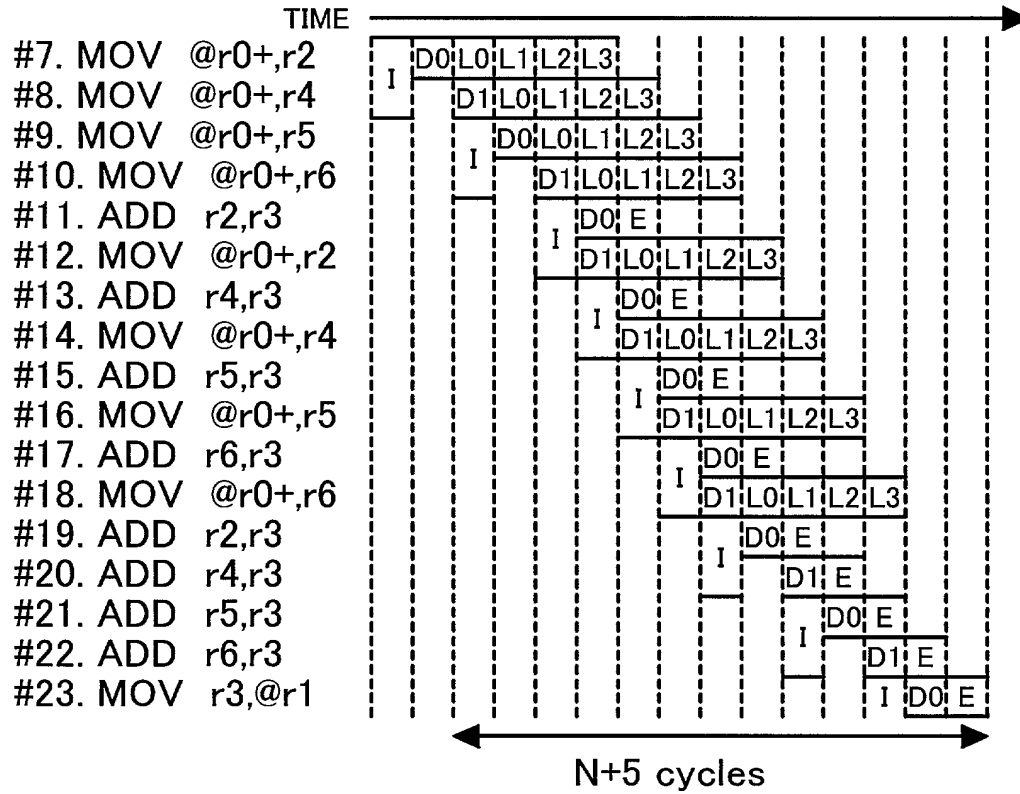 TIME
#7. MOV @r0+,r2 I D0 L0 L1 L2 L3
#8. MOV @r0+,r4 D1 L0 L1 L2 L3
#9. MOV @r0+,r5 I D0 L0 L1 L2 L3
#10. MOV @r0+,r6 D1 L0 L1 L2 L3
#11. ADD r2,r3 I D0 E
#12. MOV @r0+,r2 D1 L0 L1 L2 L3
#13. ADD r4,r3 I D0 E
#14. MOV @r0+,r4 D1 L0 L1 L2 L3
#15. ADD r5,r3 I D0 E
#16. MOV @r0+,r5 D1 L0 L1 L2 L3
#17. ADD r6,r3 I D0 E
#18. MOV @r0+,r6 D1 L0 L1 L2 L3
#19. ADD r2,r3 I D0 E
#20. ADD r4,r3 D1 E
#21. ADD r5,r3 I D0 E
#22. ADD r6,r3 D1 E
#23. MOV r3,@r1 I D0 E
N+5 cycles